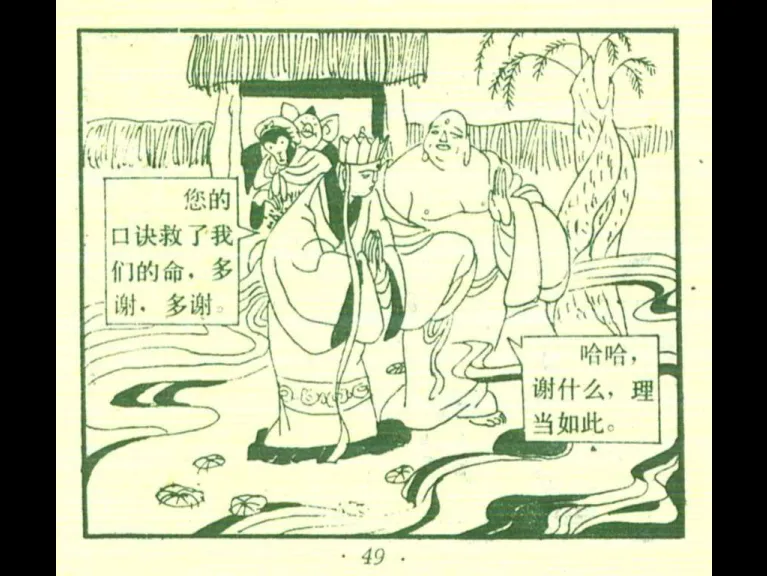 您的
口诀救了我
们的命，多
谢，多谢。
哈哈，
谢什么，理
当如此。
· 49 ·